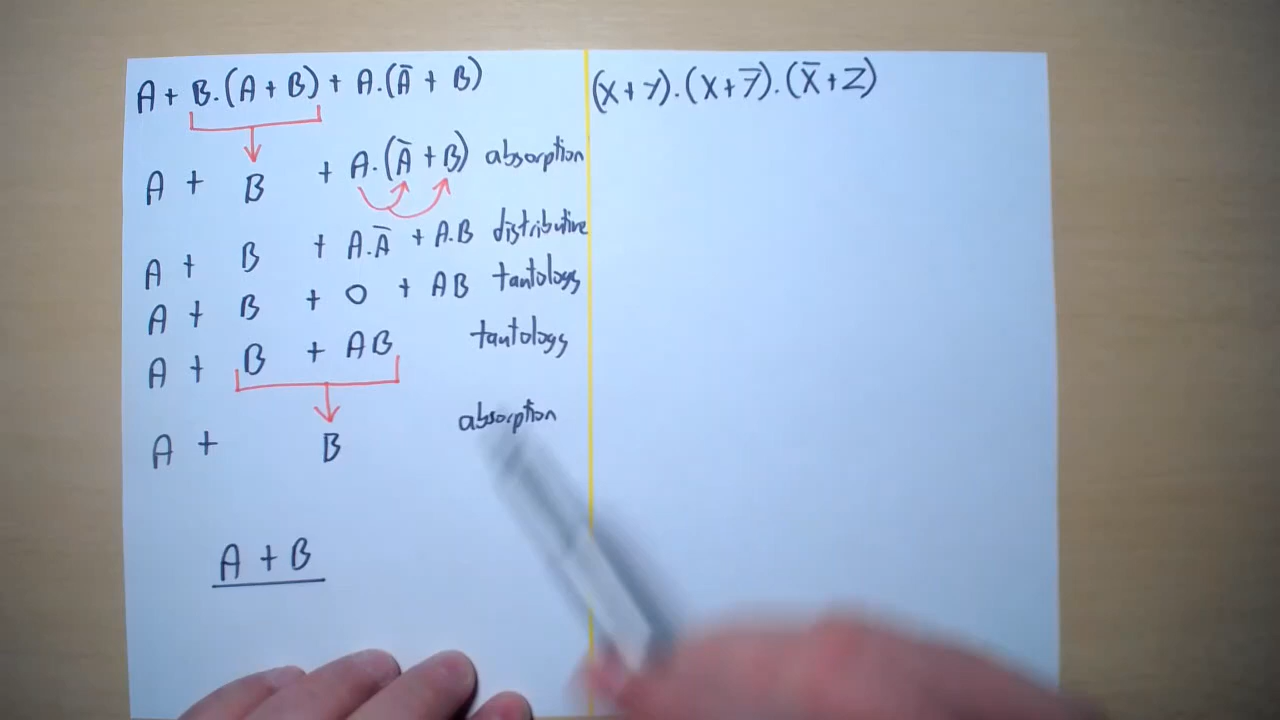 A + B.(A + B) + A.(Ā + B)
A + B + A.(Ā + B) absorption
A + B + A.Ā + A.B distributive
A + B + 0 + AB tautology
A + B + AB tautology
A + B absorption
A + B
(X + Y).(X + Ȳ).(X̄ + Z)